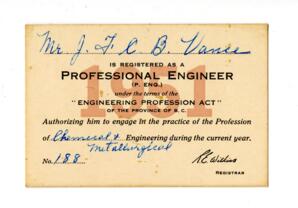 Mr. J. F. C. B. Vance
IS REGISTERED AS A
1951
PROFESSIONAL ENGINEER
(P. ENG.)
under the terms of the
"ENGINEERING PROFESSION ACT"
OF THE PROVINCE OF B. C.
Authorizing him to engage in the practice of the Profession
of Chemical & Engineering during the current year.
Metallurgical
No. 188
REGISTRAR